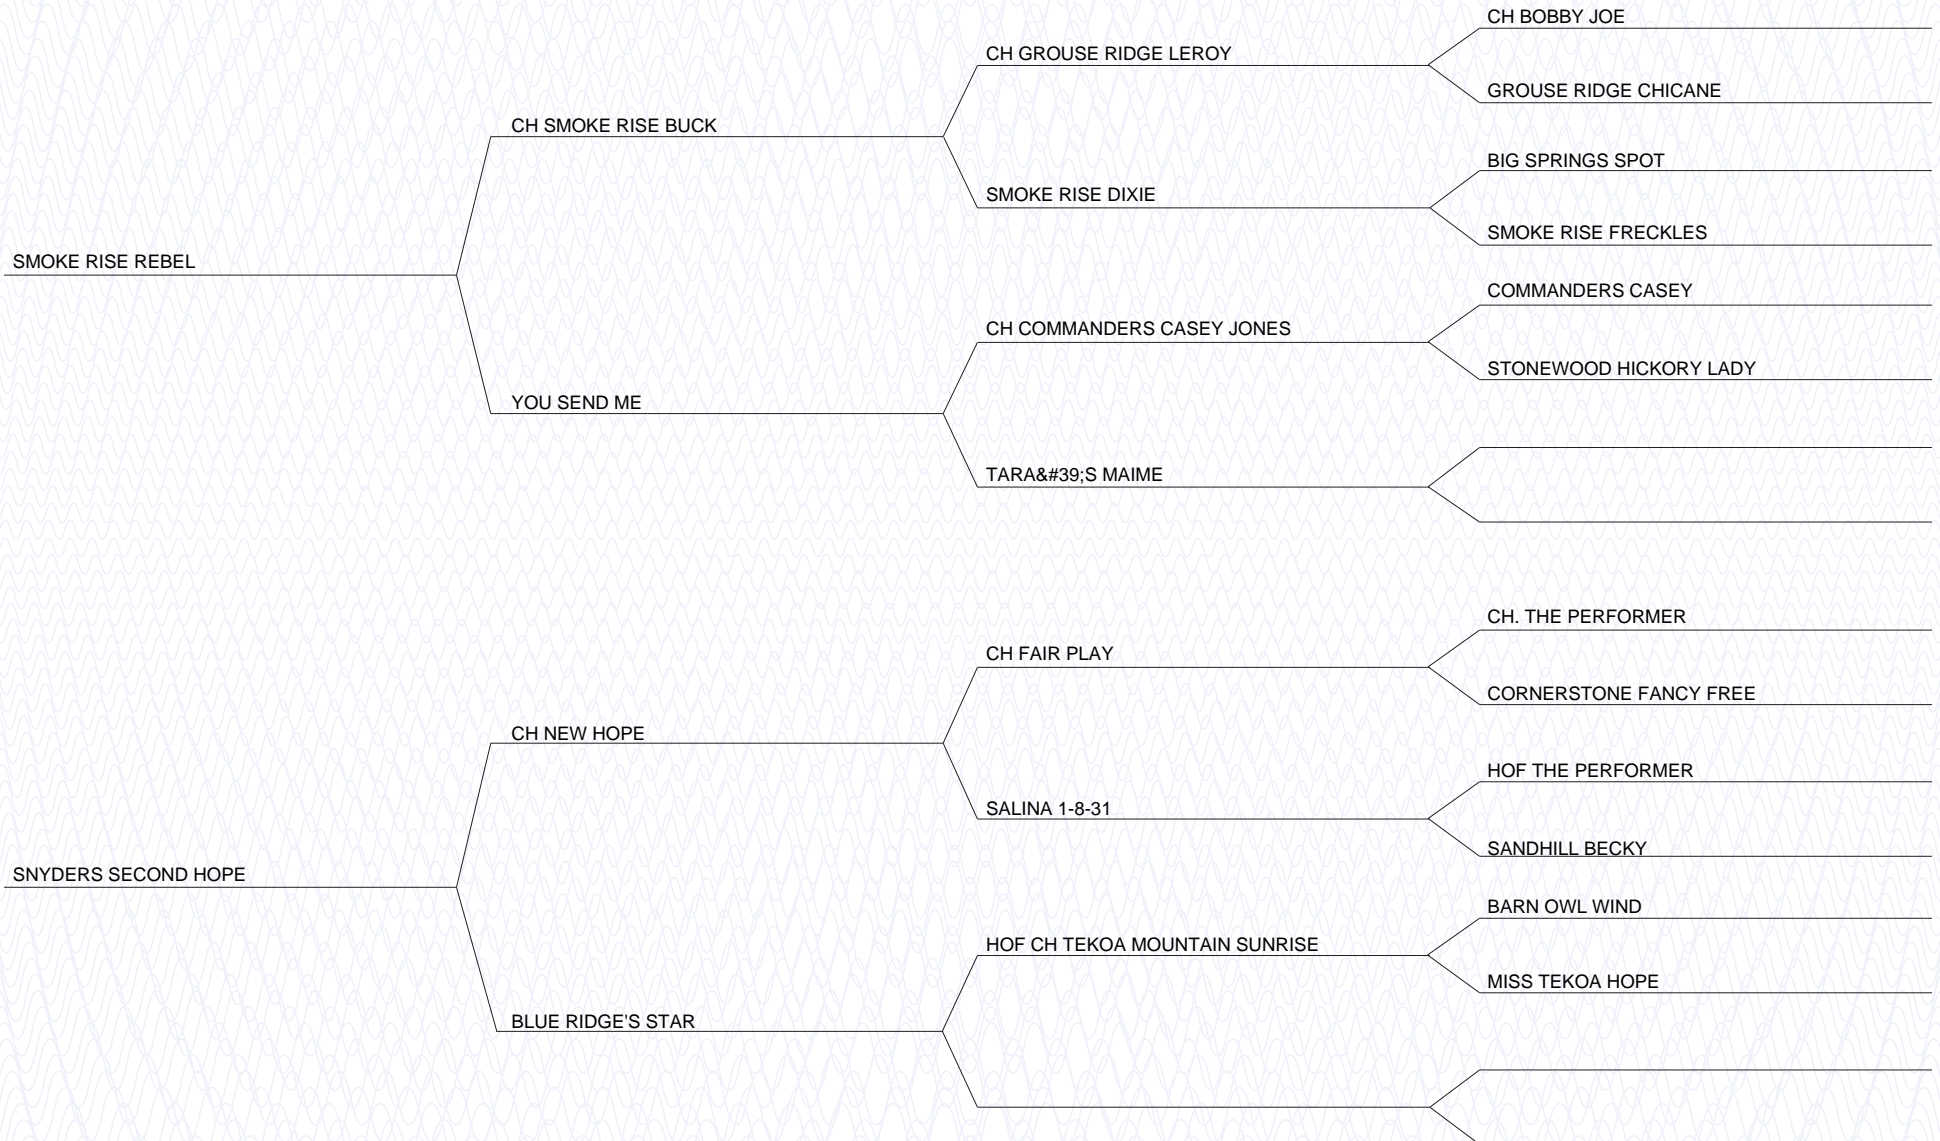 CH BOBBY JOE
CH GROUSE RIDGE LEROY
GROUSE RIDGE CHICANE
CH SMOKE RISE BUCK
BIG SPRINGS SPOT
SMOKE RISE DIXIE
SMOKE RISE FRECKLES
SMOKE RISE REBEL
COMMANDERS CASEY
CH COMMANDERS CASEY JONES
STONEWOOD HICKORY LADY
YOU SEND ME
TARA&#39;S MAIME
CH. THE PERFORMER
CH FAIR PLAY
CORNERSTONE FANCY FREE
CH NEW HOPE
HOF THE PERFORMER
SALINA 1-8-31
SANDHILL BECKY
SNYDERS SECOND HOPE
BARN OWL WIND
HOF CH TEKOA MOUNTAIN SUNRISE
MISS TEKOA HOPE
BLUE RIDGE'S STAR